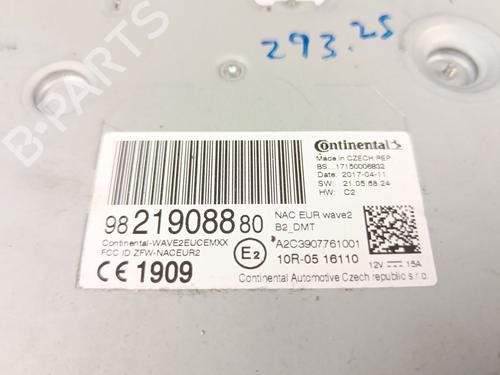 293.25
B-PARTS
Continental
Made in CZECH REP.
BS...17150006832
Date: 2017-04-11
SW: 21.05.68.24
HW: C2
98 219088 80
NAC EUR wave2
B2_DMT
Continental-WAVE2EUCEMXX
FCC ID ZFW-NACEUR2
E2
A2C3907761001
CE 1909
10R-05 16110
12V 15A
Continental Automotive Czech republic s.r.o.